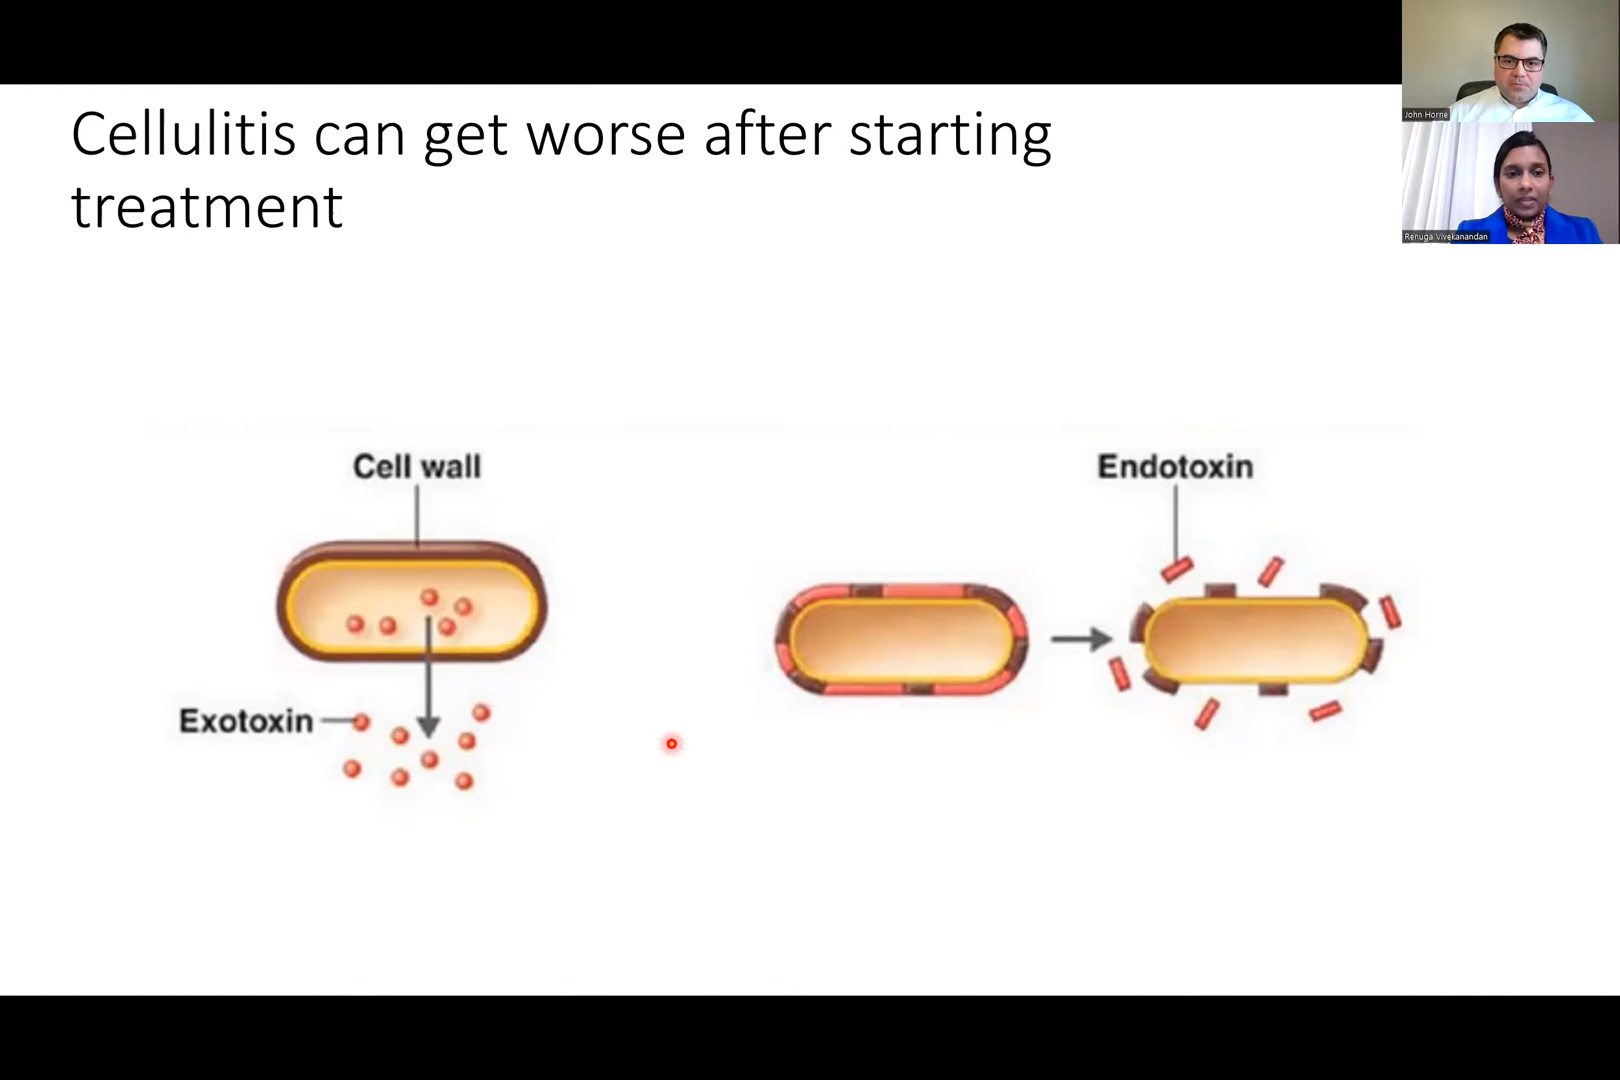 Cellulitis can get worse after starting
treatment
John Horne
Renuga Vivekanandan
Cell wall
Endotoxin
Exotoxin